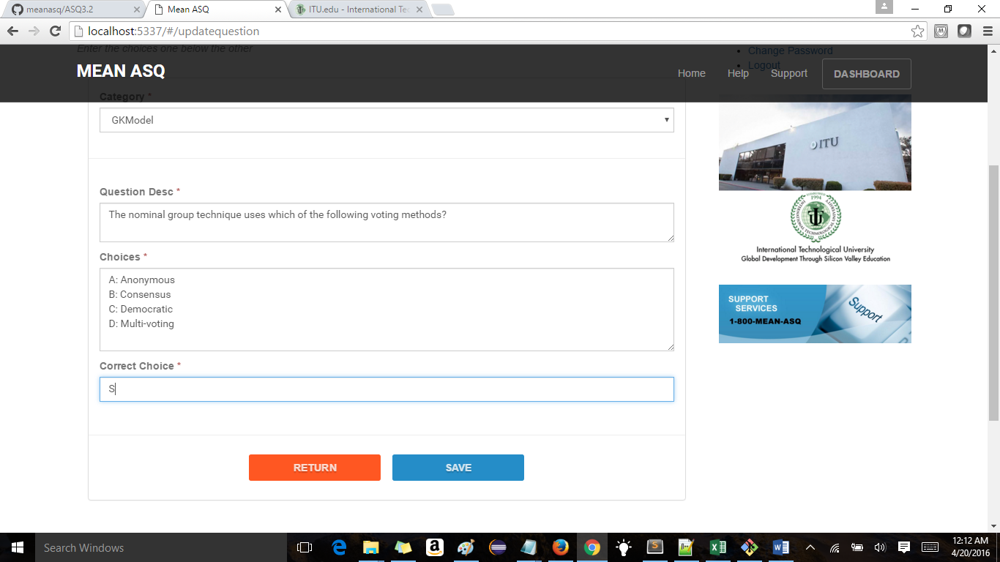 meanasq/ASQ3.2
Mean ASQ
ITU.edu - International Te
localhost:5337/#/updatequestion
Enter the choices one below the other
Change Password
Logout
MEAN ASQ
Home
Help
Support
DASHBOARD
Category *
GKModel
ITU
Question Desc *
The nominal group technique uses which of the following voting methods?
Choices *
A: Anonymous
B: Consensus
C: Democratic
D: Multi-voting
Correct Choice *
S
RETURN
SAVE
1994
International Technological University
Global Development Through Silicon Valley Education
SUPPORT
SERVICES
1-800-MEAN-ASQ
Support
Search Windows
12:12 AM
4/20/2016